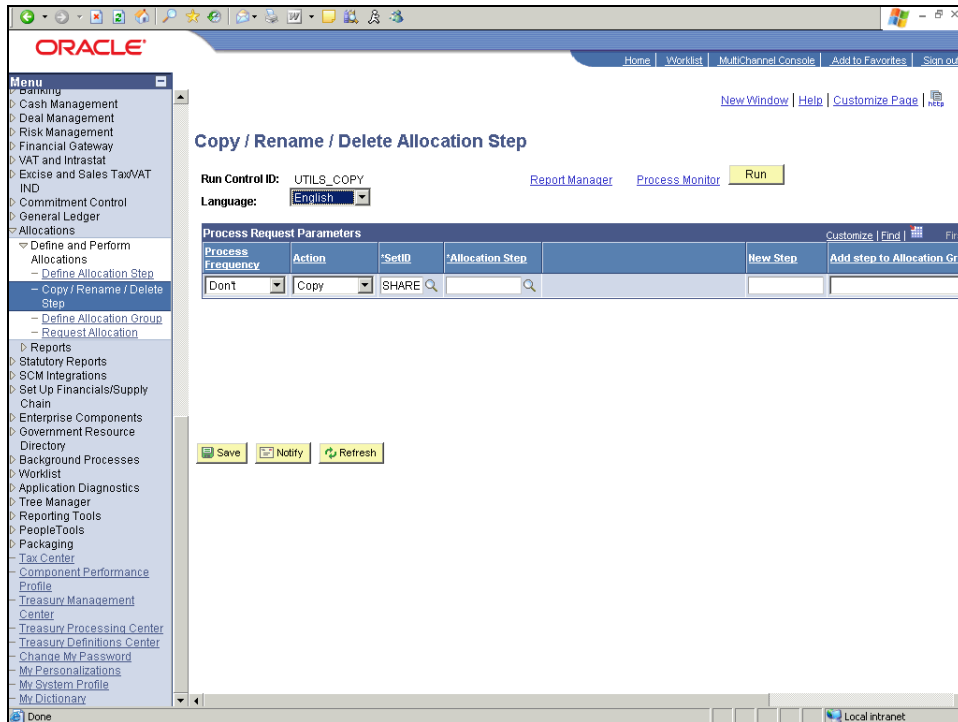 ORACLE'
Home | Worklist | MultiChannel Console | Add to Favorites | Sign out
Menu
Banking
Cash Management
Deal Management
Risk Management
Financial Gateway
VAT and Intrastat
Excise and Sales Tax/VAT
IND
Commitment Control
General Ledger
Allocations
Define and Perform
Allocations
Define Allocation Step
Copy / Rename / Delete
Step
Define Allocation Group
Request Allocation
Reports
Statutory Reports
SCM Integrations
Set Up Financials/Supply
Chain
Enterprise Components
Government Resource
Directory
Background Processes
Worklist
Application Diagnostics
Tree Manager
Reporting Tools
PeopleTools
Packaging
Tax Center
Component Performance
Profile
Treasury Management
Center
Treasury Processing Center
Treasury Definitions Center
Change My Password
My Personalizations
My System Profile
My Dictionary
New Window | Help | Customize Page | http
Copy / Rename / Delete Allocation Step
Run Control ID: UTILS_COPY Report Manager Process Monitor Run
Language: English
Process Request Parameters Customize | Find | Fir
Process Frequency Action *SetID *Allocation Step New Step Add step to Allocation Gr
Don't Copy SHARE
Save Notify Refresh
Done Local intranet